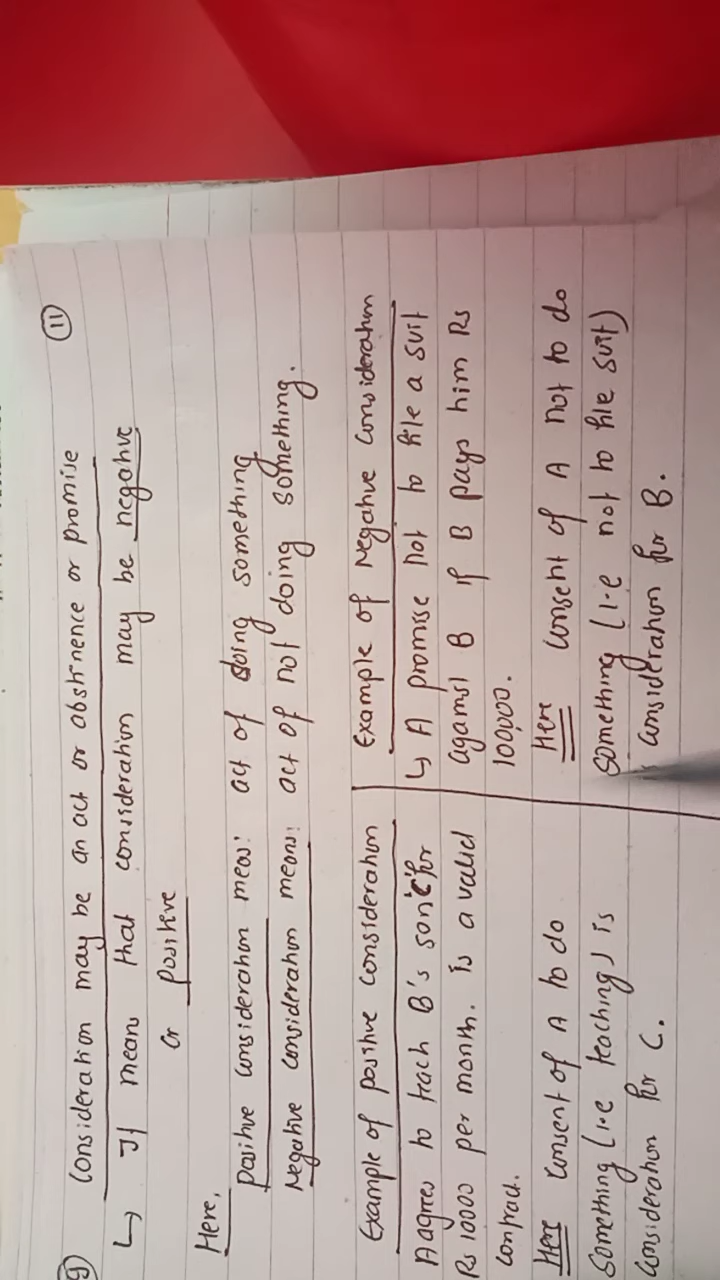 (11)
g) Consideration may be an act or abstinence or promise
↳ It means that consideration may be negative
or positive
Here,
Positive consideration meas: act of doing something
Negative consideration means: act of not doing something.
Example of positive consideration
A agrees to teach B's son 'C' for
Rs 10000 per month. is a valid
contract.
Here consent of A to do
Something (i.e teaching) is
Consideration for C.
Example of Negative Consideration
↳ A promise not to file a suit
against B if B pays him Rs
100,000.
Here Consent of A not to do
Something (i.e not to file suit)
Consideration for B.